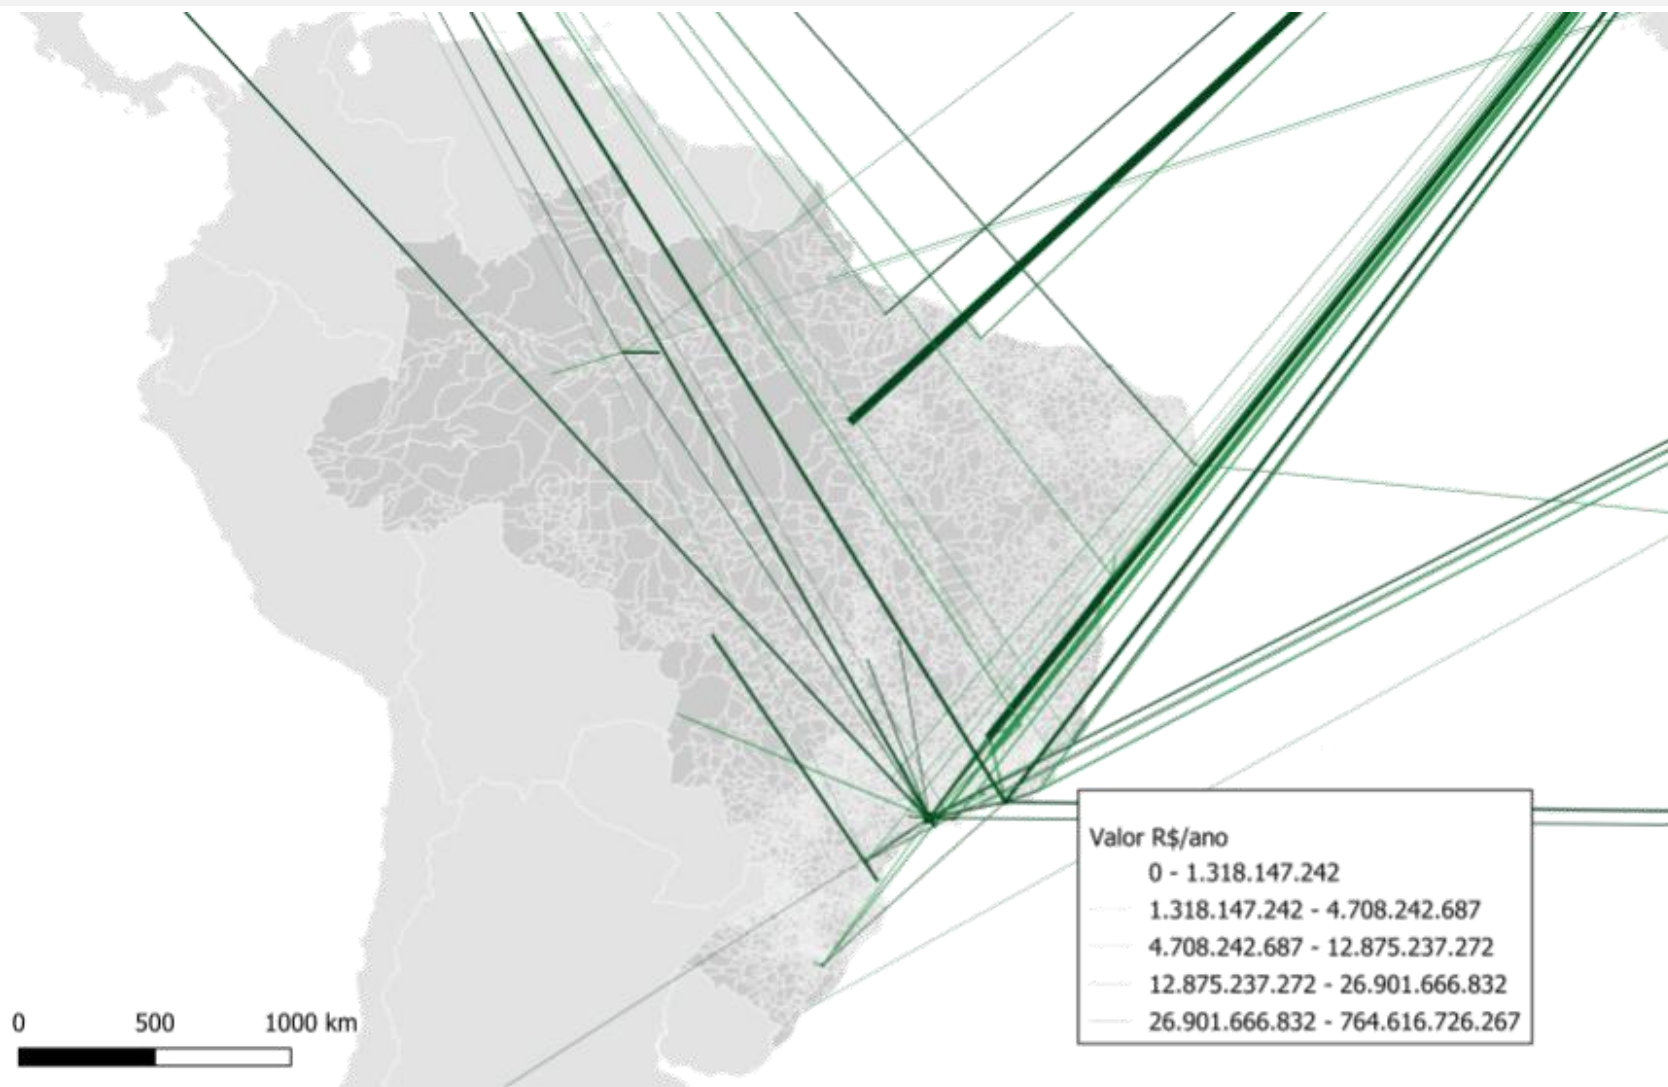 Valor R$/ano
0 - 1.318.147.242
1.318.147.242 - 4.708.242.687
4.708.242.687 - 12.875.237.272
12.875.237.272 - 26.901.666.832
26.901.666.832 - 764.616.726.267
0 500 1000 km